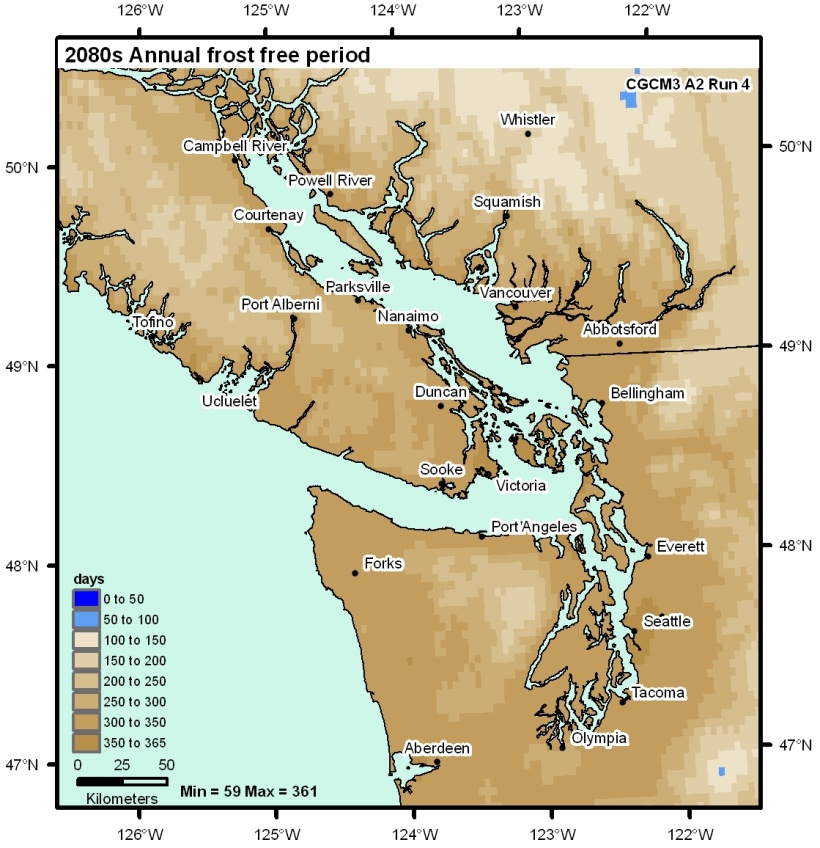 126°W 125°W 124°W 123°W 122°W
2080s Annual frost free period
CGCM3 A2 Run 4
Whistler
50°N
50°N
Campbell River
Powell River
Squamish
Courtenay
Parksville
Vancouver
Port Alberni
Nanaimo
Tofino
Abbotsford
49°N
49°N
Duncan
Bellingham
Ucluelet
Sooke
Victoria
Port Angeles
Everett
48°N
48°N
Forks
days
0 to 50
50 to 100
Seattle
100 to 150
150 to 200
200 to 250
250 to 300
Tacoma
300 to 350
350 to 365
Olympia
Aberdeen
47°N
47°N
0 25 50
Kilometers
Min = 59 Max = 361
126°W 125°W 124°W 123°W 122°W